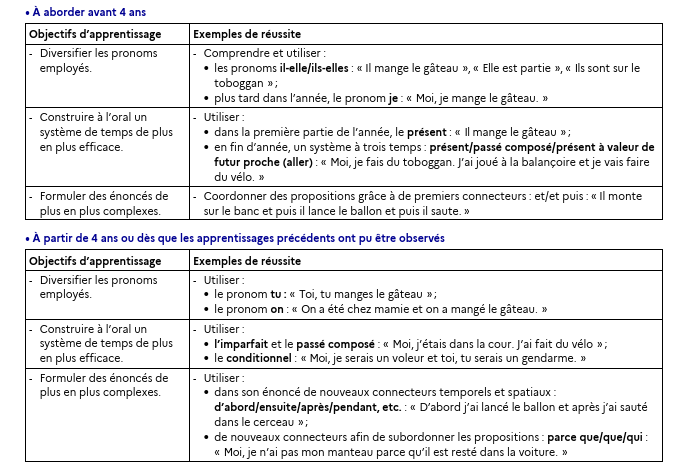 • À aborder avant 4 ans
Objectifs d’apprentissage
Exemples de réussite
- Diversifier les pronoms
employés.
- Comprendre et utiliser :
• les pronoms il-elle/ils-elles : « Il mange le gâteau », « Elle est partie », « Ils sont sur le
toboggan » ;
• plus tard dans l’année, le pronom je : « Moi, je mange le gâteau. »
- Construire à l’oral un
système de temps de plus
en plus efficace.
- Utiliser :
• dans la première partie de l’année, le présent : « Il mange le gâteau » ;
• en fin d’année, un système à trois temps : présent/passé composé/présent à valeur de
futur proche (aller) : « Moi, je fais du toboggan. J’ai joué à la balançoire et je vais faire
du vélo. »
- Formuler des énoncés de
plus en plus complexes.
- Coordonner des propositions grâce à de premiers connecteurs : et/et puis : « Il monte
sur le banc et puis il lance le ballon et puis il saute. »
• À partir de 4 ans ou dès que les apprentissages précédents ont pu être observés
Objectifs d’apprentissage
Exemples de réussite
- Diversifier les pronoms
employés.
- Utiliser :
• le pronom tu : « Toi, tu manges le gâteau » ;
• le pronom on : « On a été chez mamie et on a mangé le gâteau. »
- Construire à l’oral un
système de temps de plus
en plus efficace.
- Utiliser :
• l’imparfait et le passé composé : « Moi, j’étais dans la cour. J’ai fait du vélo » ;
• le conditionnel : « Moi, je serais un voleur et toi, tu serais un gendarme. »
- Formuler des énoncés de
plus en plus complexes.
- Utiliser :
• dans son énoncé de nouveaux connecteurs temporels et spatiaux :
d’abord/ensuite/après/pendant, etc. : « D’abord j’ai lancé le ballon et après j’ai sauté
dans le cerceau » ;
• de nouveaux connecteurs afin de subordonner les propositions : parce que/que/qui :
« Moi, je n’ai pas mon manteau parce qu’il est resté dans la voiture. »